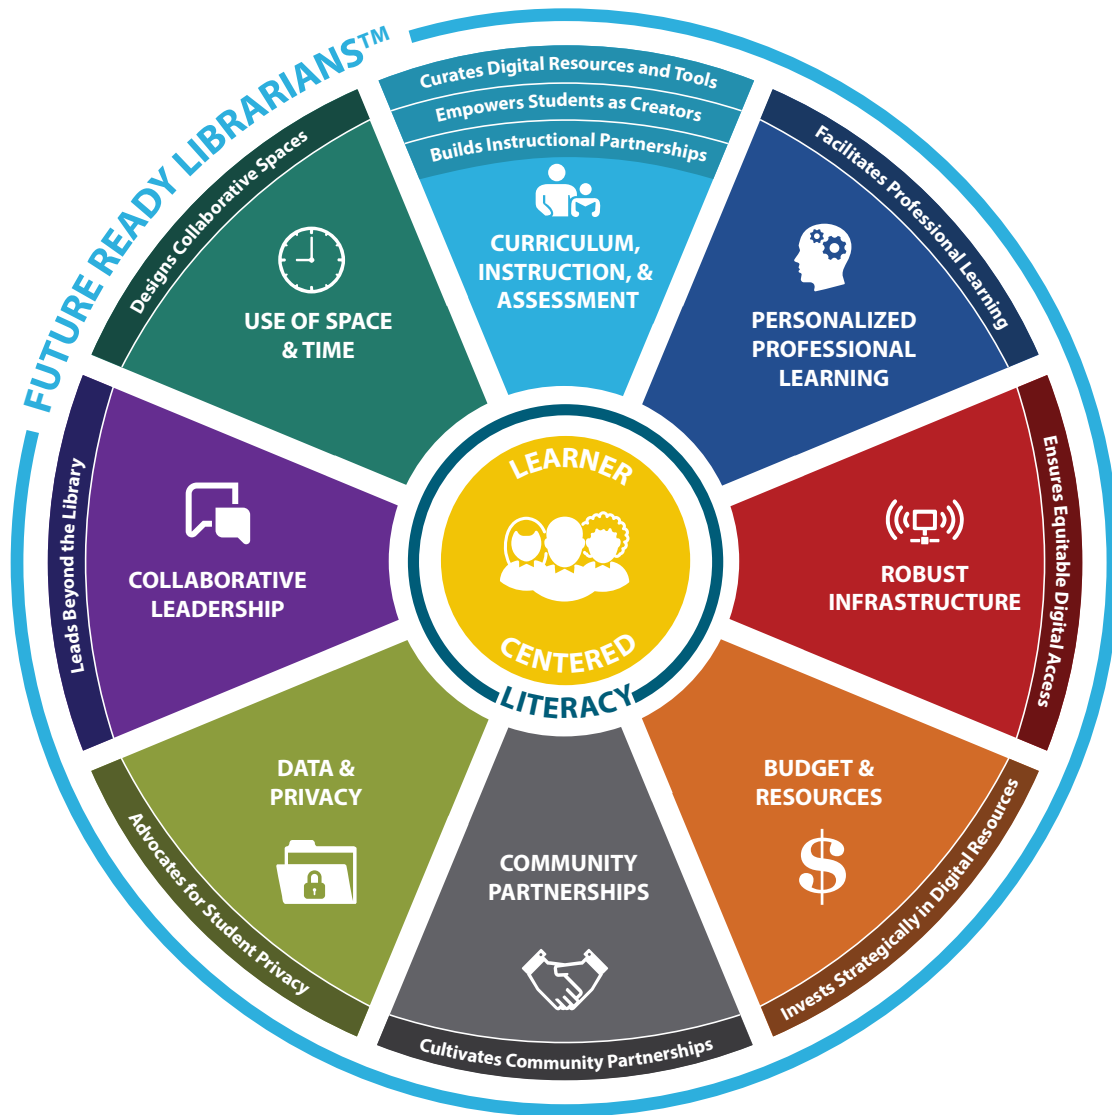 FUTURE READY LIBRARIANS™
Curates Digital Resources and Tools
Empowers Students as Creators
Builds Instructional Partnerships
CURRICULUM,
INSTRUCTION, &
ASSESSMENT
Facilitates Professional Learning
PERSONALIZED
PROFESSIONAL
LEARNING
Ensures Equitable Digital Access
ROBUST
INFRASTRUCTURE
Invests Strategically in Digital Resources
BUDGET &
RESOURCES
$
Cultivates Community Partnerships
COMMUNITY
PARTNERSHIPS
Advocates for Student Privacy
DATA &
PRIVACY
Leads Beyond the Library
COLLABORATIVE
LEADERSHIP
Designs Collaborative Spaces
USE OF SPACE
& TIME
LEARNER
CENTERED
LITERACY